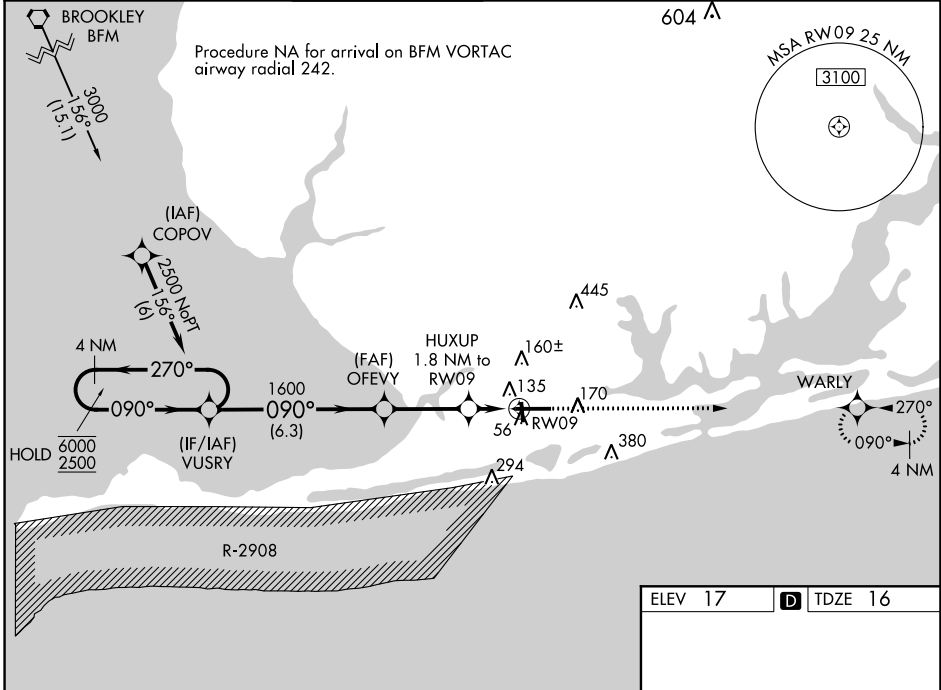 BROOKLEY
BFM
Procedure NA for arrival on BFM VORTAC
airway radial 242.
604
MSA RW09 25 NM
3100
3000
156°
(15.1)
(IAF)
COPOV
2500 NoPT
156°
(6)
4 NM
270°
090°
HOLD
6000
2500
(IF/IAF)
VUSRY
1600
090°
(6.3)
(FAF)
OFEVY
HUXUP
1.8 NM to
RW09
445
160±
135
170
56
RW09
380
294
WARLY
270°
090°
4 NM
R-2908
ELEV 17
D
TDZE 16